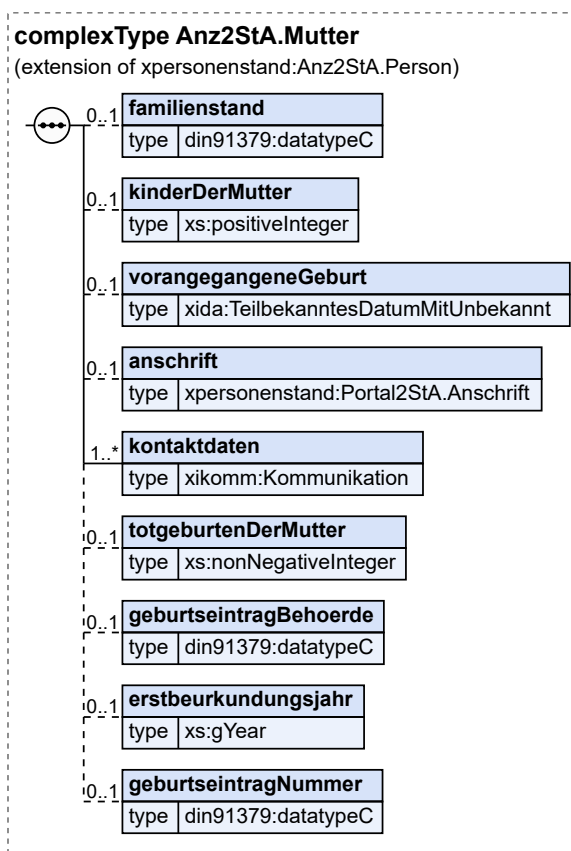 complexType Anz2StA.Mutter
(extension of xpersonenstand:Anz2StA.Person)
0..1 familienstand
type din91379:datatypeC
0..1 kinderDerMutter
type xs:positiveInteger
0..1 vorangegangeneGeburt
type xida:TeilbekanntesDatumMitUnbekannt
0..1 anschrift
type xpersonenstand:Portal2StA.Anschrift
1..* kontaktdaten
type xikomm:Kommunikation
0..1 totgeburtenDerMutter
type xs:nonNegativeInteger
0..1 geburtseintragBehoerde
type din91379:datatypeC
0..1 erstbeurkundungsjahr
type xs:gYear
0..1 geburtseintragNummer
type din91379:datatypeC